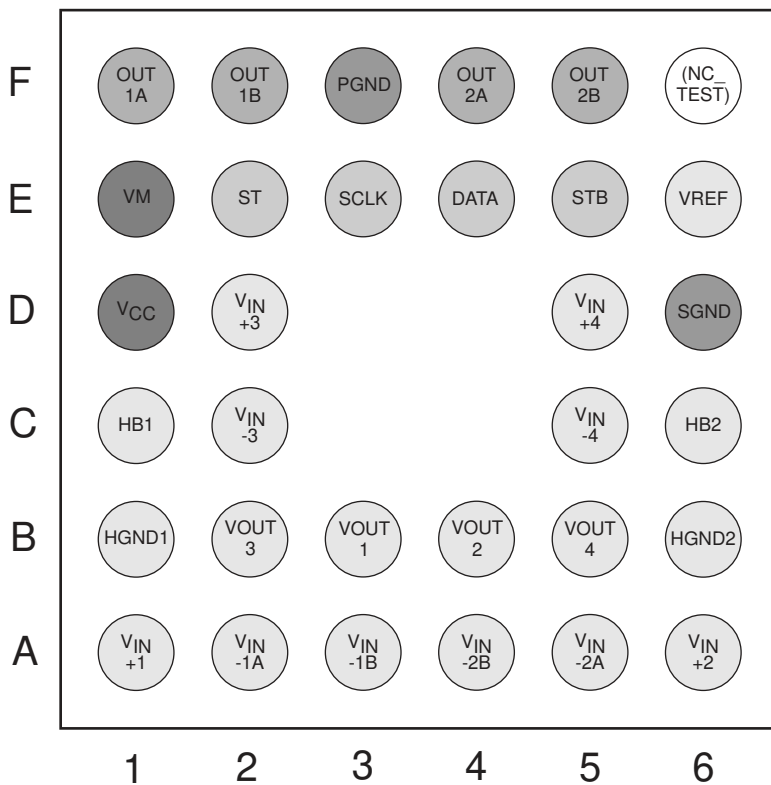 F
OUT
1A
OUT
1B
PGND
OUT
2A
OUT
2B
(NC_
TEST)
E
VM
ST
SCLK
DATA
STB
VREF
D
VCC
VIN
+3
VIN
+4
SGND
C
HB1
VIN
-3
VIN
-4
HB2
B
HGND1
VOUT
3
VOUT
1
VOUT
2
VOUT
4
HGND2
A
VIN
+1
VIN
-1A
VIN
-1B
VIN
-2B
VIN
-2A
VIN
+2
1 2 3 4 5 6